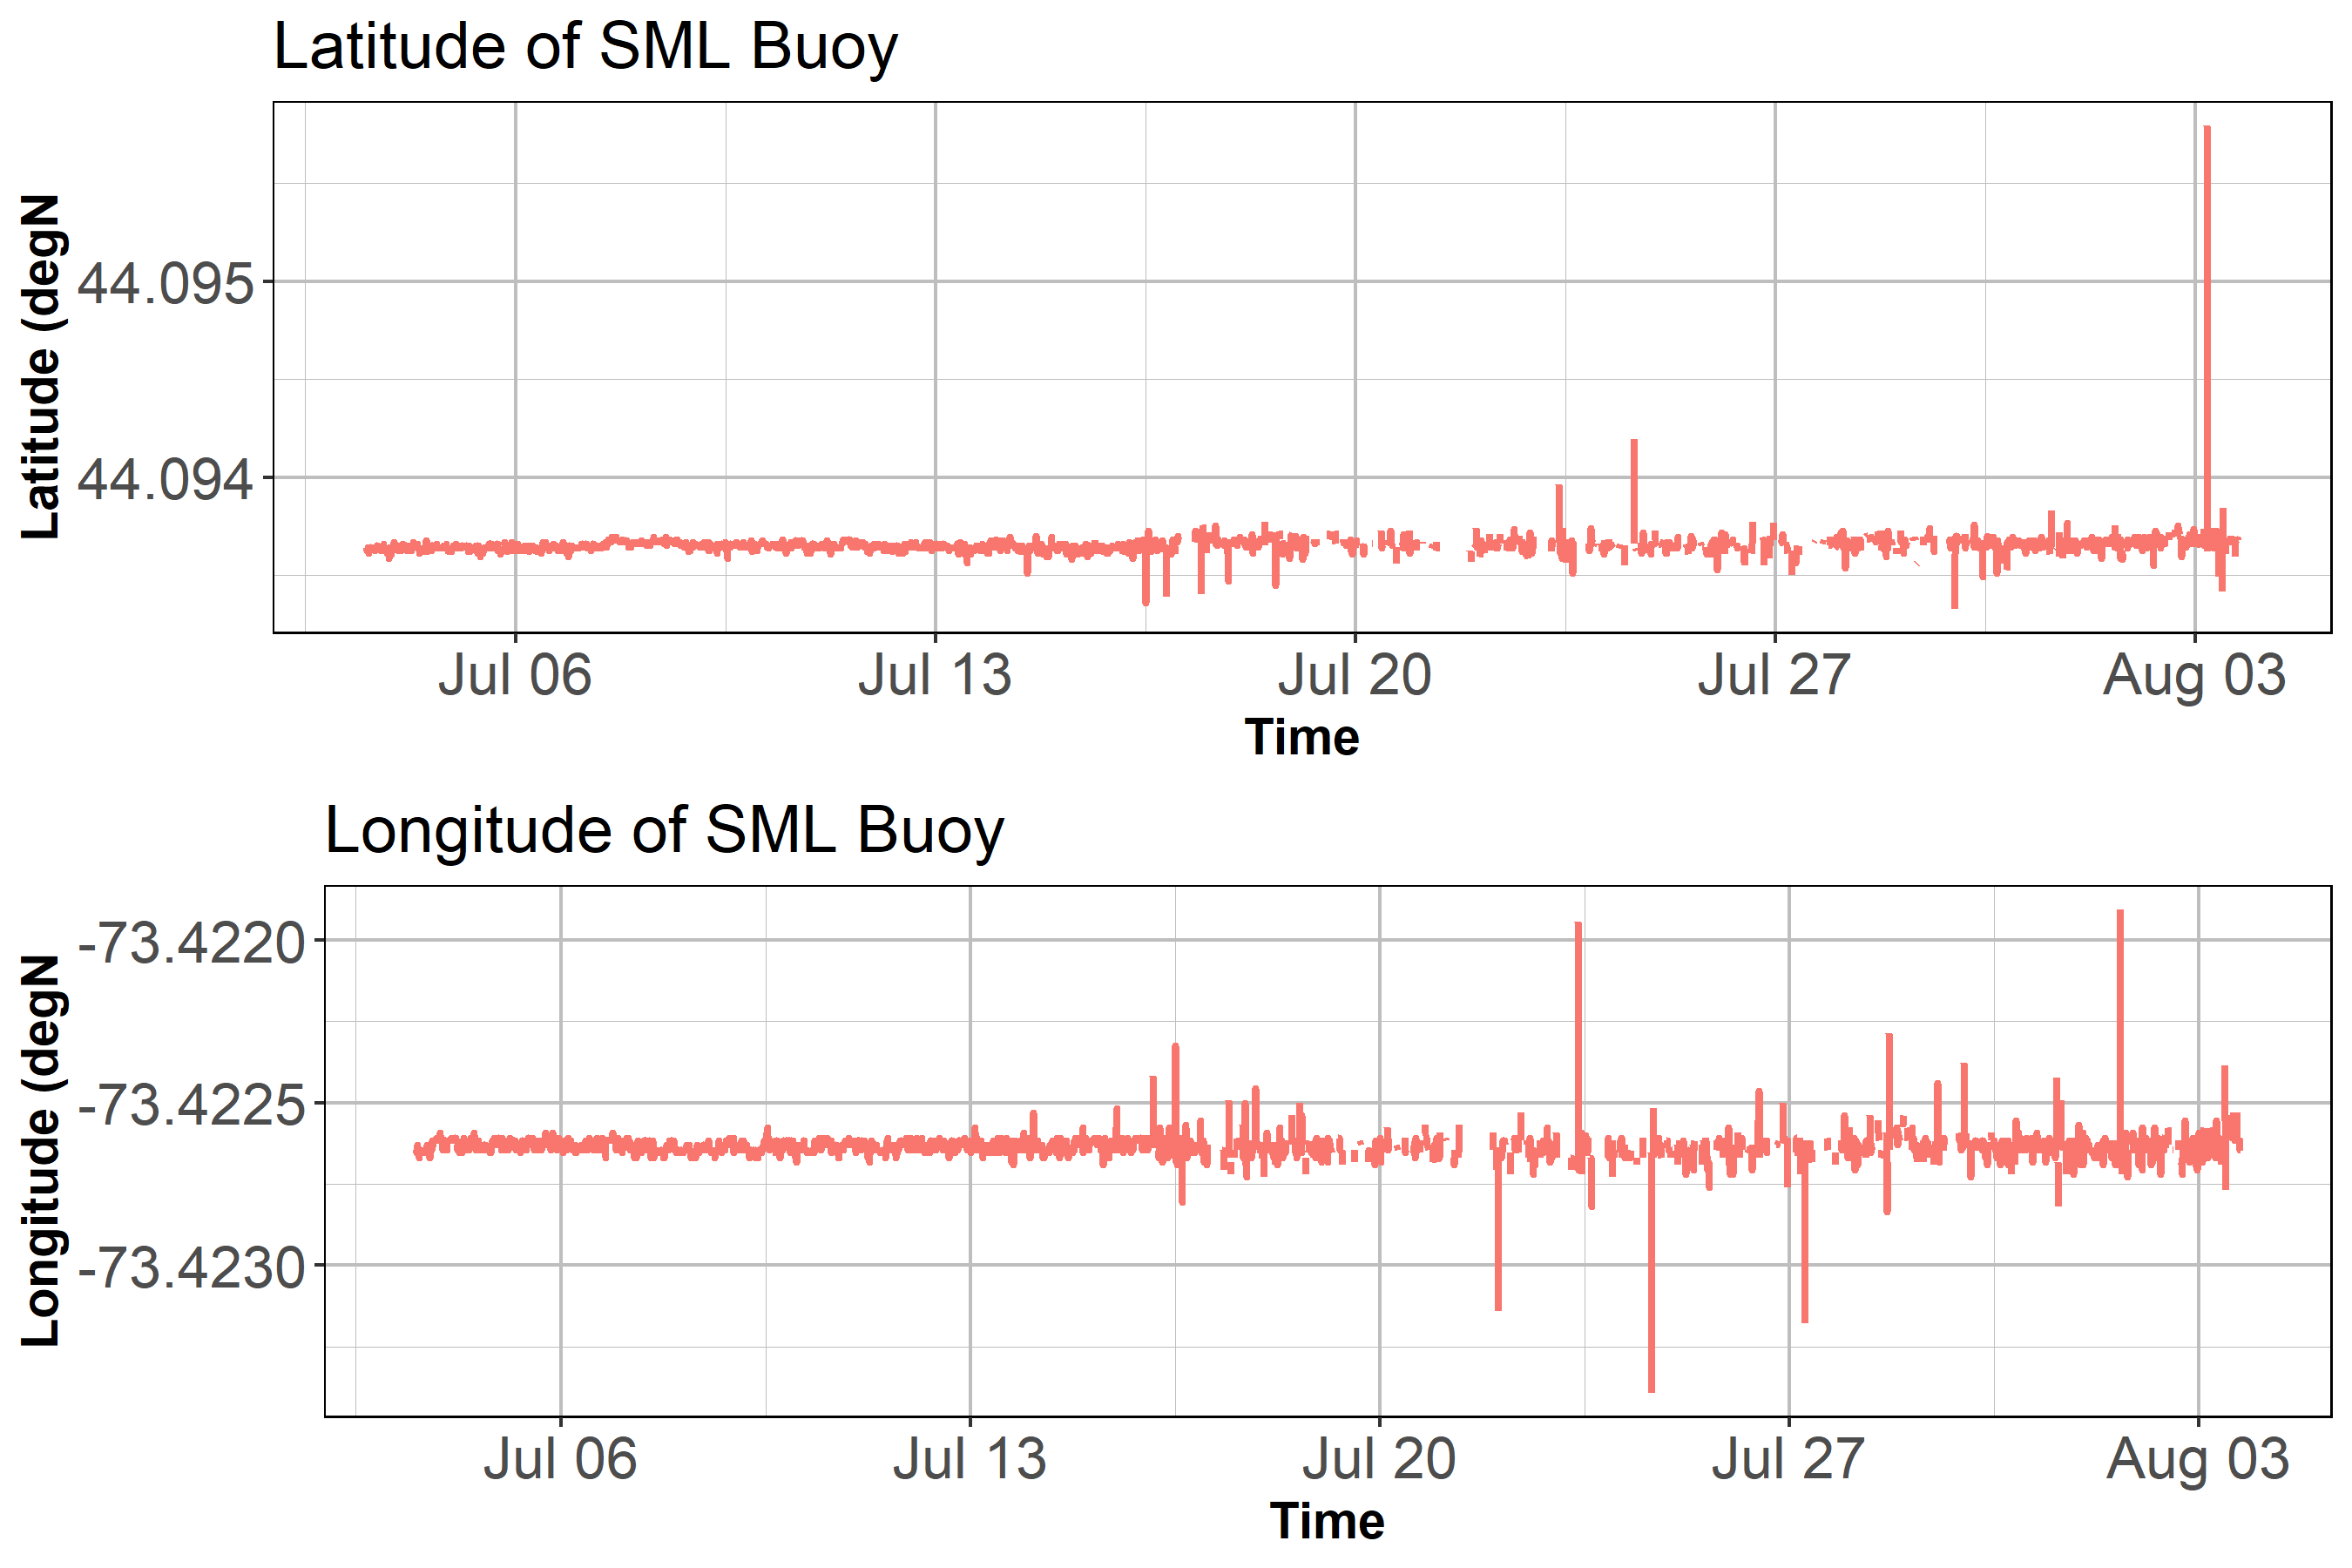 Latitude of SML Buoy
Latitude (degN
44.095
44.094
Jul 06 Jul 13 Jul 20 Jul 27 Aug 03
Time
Longitude of SML Buoy
Longitude (degN
-73.4220
-73.4225
-73.4230
Jul 06 Jul 13 Jul 20 Jul 27 Aug 03
Time